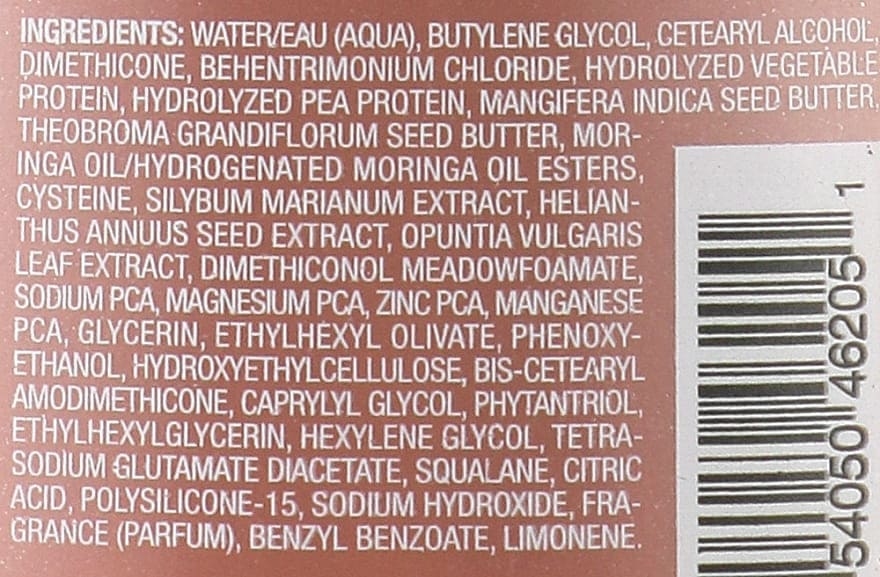 INGREDIENTS: WATER/EAU (AQUA), BUTYLENE GLYCOL, CETEARYL ALCOHOL,
DIMETHICONE, BEHENTRIMONIUM CHLORIDE, HYDROLYZED VEGETABLE
PROTEIN, HYDROLYZED PEA PROTEIN, MANGIFERA INDICA SEED BUTTER,
THEOBROMA GRANDIFLORUM SEED BUTTER, MOR-
INGA OIL/HYDROGENATED MORINGA OIL ESTERS,
CYSTEINE, SILYBUM MARIANUM EXTRACT, HELIAN-
THUS ANNUUS SEED EXTRACT, OPUNTIA VULGARIS
LEAF EXTRACT, DIMETHICONOL MEADOWFOAMATE,
SODIUM PCA, MAGNESIUM PCA, ZINC PCA, MANGANESE
PCA, GLYCERIN, ETHYLHEXYL OLIVATE, PHENOXY-
ETHANOL, HYDROXYETHYLCELLULOSE, BIS-CETEARYL
AMODIMETHICONE, CAPRYLYL GLYCOL, PHYTANTRIOL,
ETHYLHEXYLGLYCERIN, HEXYLENE GLYCOL, TETRA-
SODIUM GLUTAMATE DIACETATE, SQUALANE, CITRIC
ACID, POLYSILICONE-15, SODIUM HYDROXIDE, FRA-
GRANCE (PARFUM), BENZYL BENZOATE, LIMONENE.
54050 46205 1